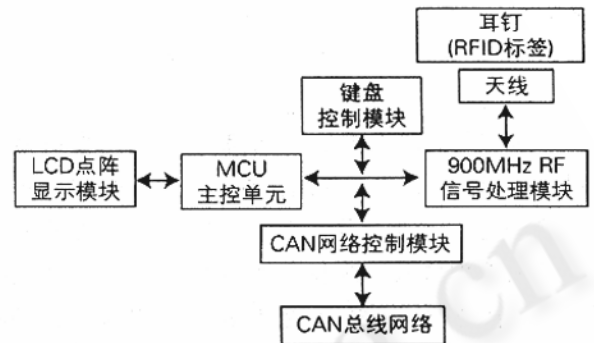 耳钉
(RFID标签)
天线
键盘
控制模块
LCD点阵
显示模块
MCU
主控单元
900MHz RF
信号处理模块
CAN网络控制模块
CAN总线网络
.cn